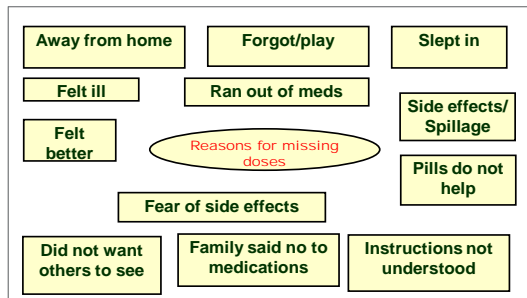 Away from home
Forgot/play
Slept in
Felt ill
Ran out of meds
Side effects/
Spillage
Felt
better
Reasons for missing
doses
Pills do not
help
Fear of side effects
Did not want
others to see
Family said no to
medications
Instructions not
understood